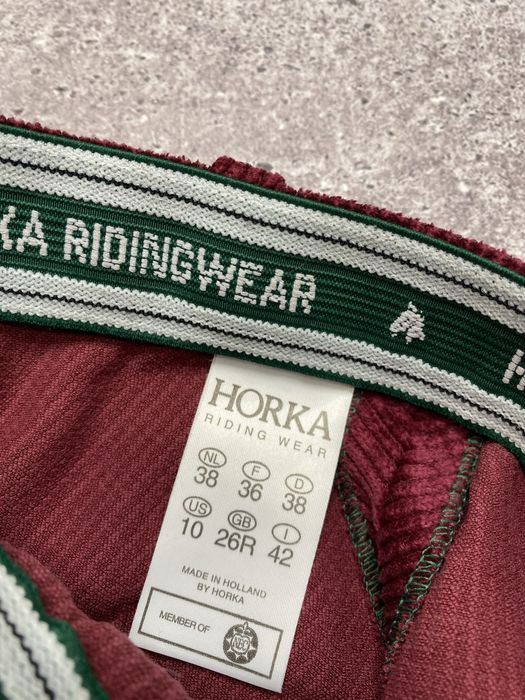 KA RIDINGWEAR
HORKA
RIDING WEAR
NL F D
38 36 38
US GB I
10 26R 42
MADE IN HOLLAND
BY HORKA
MEMBER OF